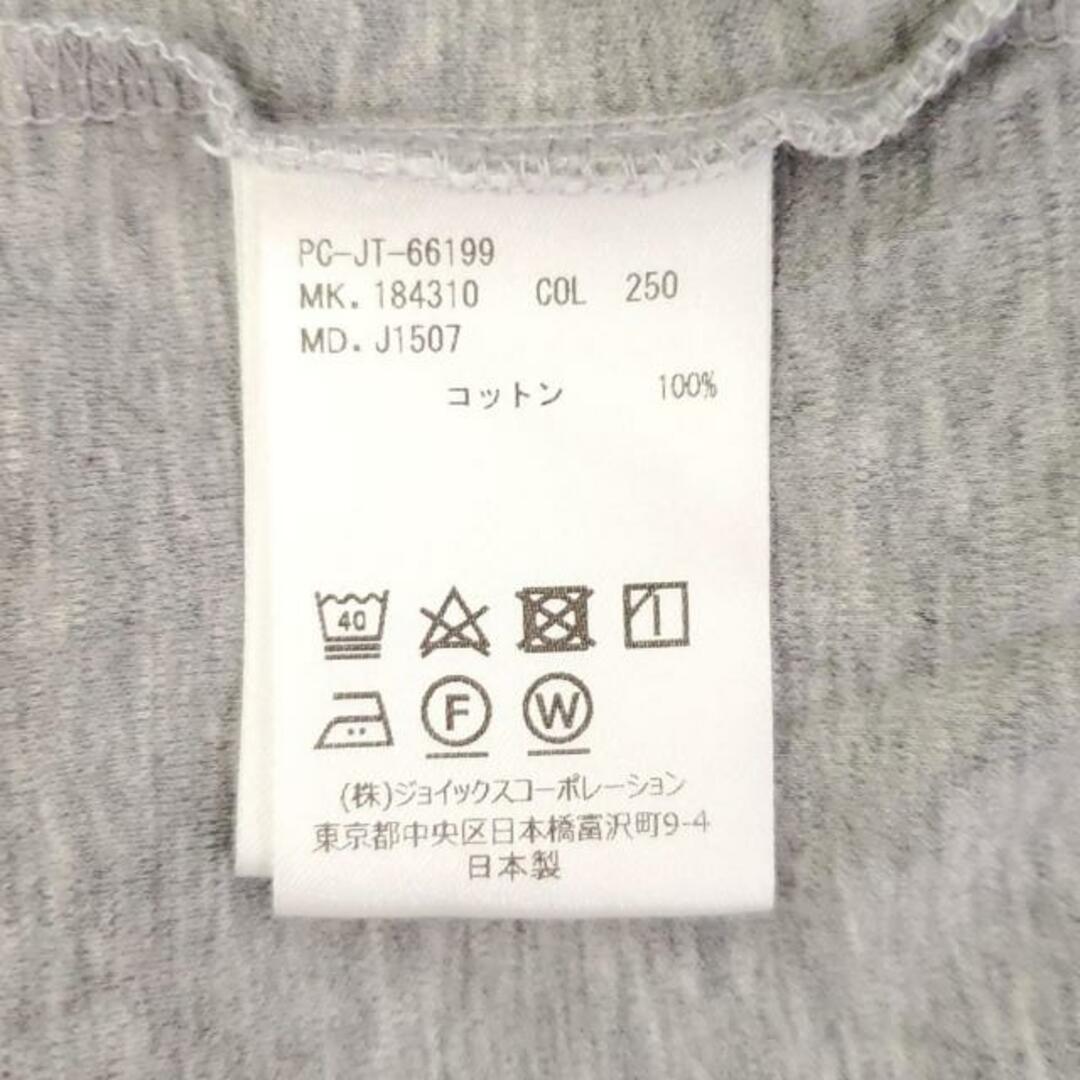 PC-JT-66199
MK. 184310 COL 250
MD. J1507
コットン 100%
40
F W
(株)ジョイックスコーポレーション
東京都中央区日本橋富沢町9-4
日本製